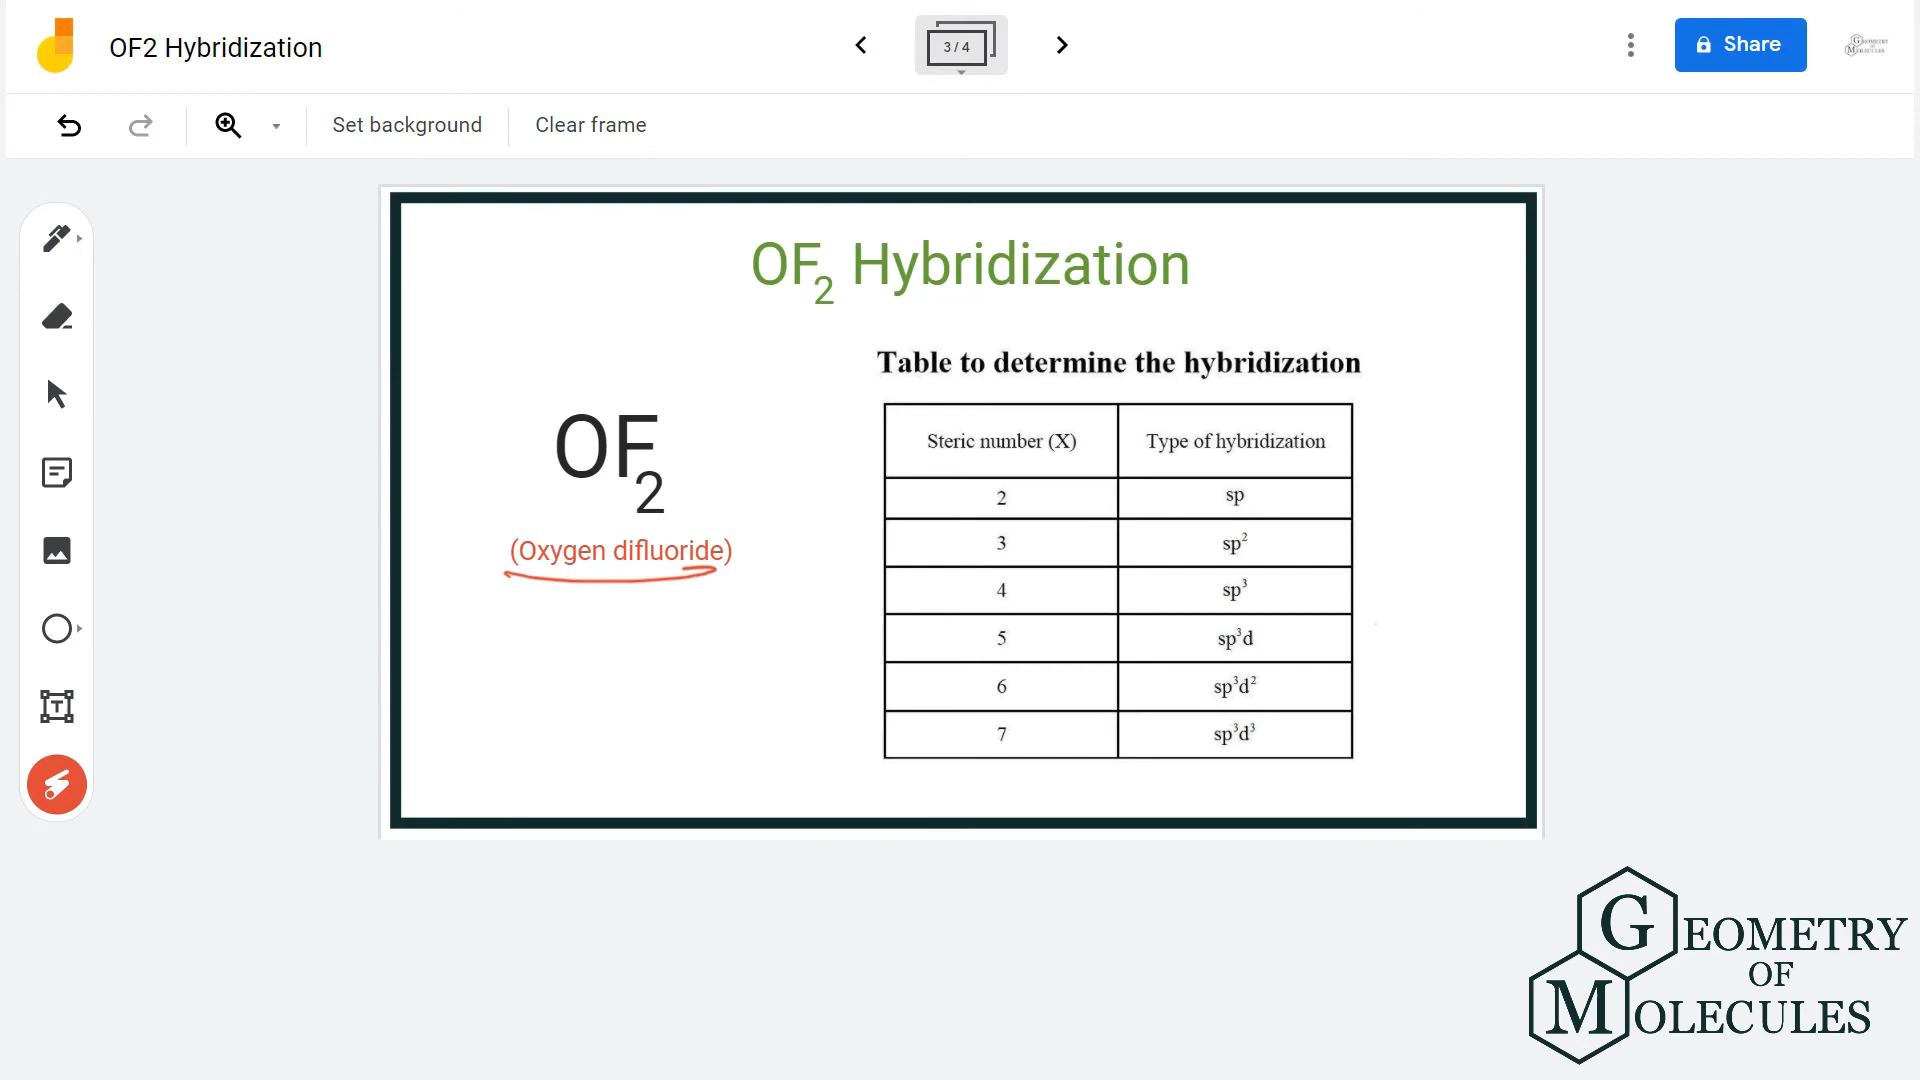 OF2 Hybridization
3 / 4
Share
Set background
Clear frame
OF₂ Hybridization
Table to determine the hybridization
OF₂
(Oxygen difluoride)
Steric number (X) Type of hybridization
2 sp
3 sp²
4 sp³
5 sp³d
6 sp³d²
7 sp³d³
GEOMETRY
OF
MOLECULES